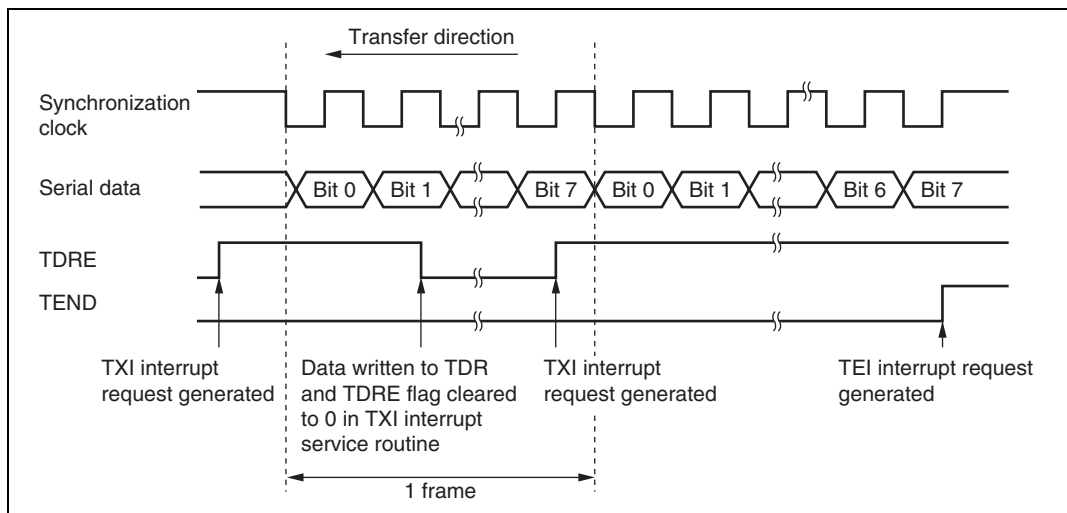 Transfer direction
Synchronization
clock
Serial data
Bit 0
Bit 1
Bit 7
Bit 0
Bit 1
Bit 6
Bit 7
TDRE
TEND
TXI interrupt
request generated
Data written to TDR
and TDRE flag cleared
to 0 in TXI interrupt
service routine
TXI interrupt
request generated
TEI interrupt request
generated
1 frame